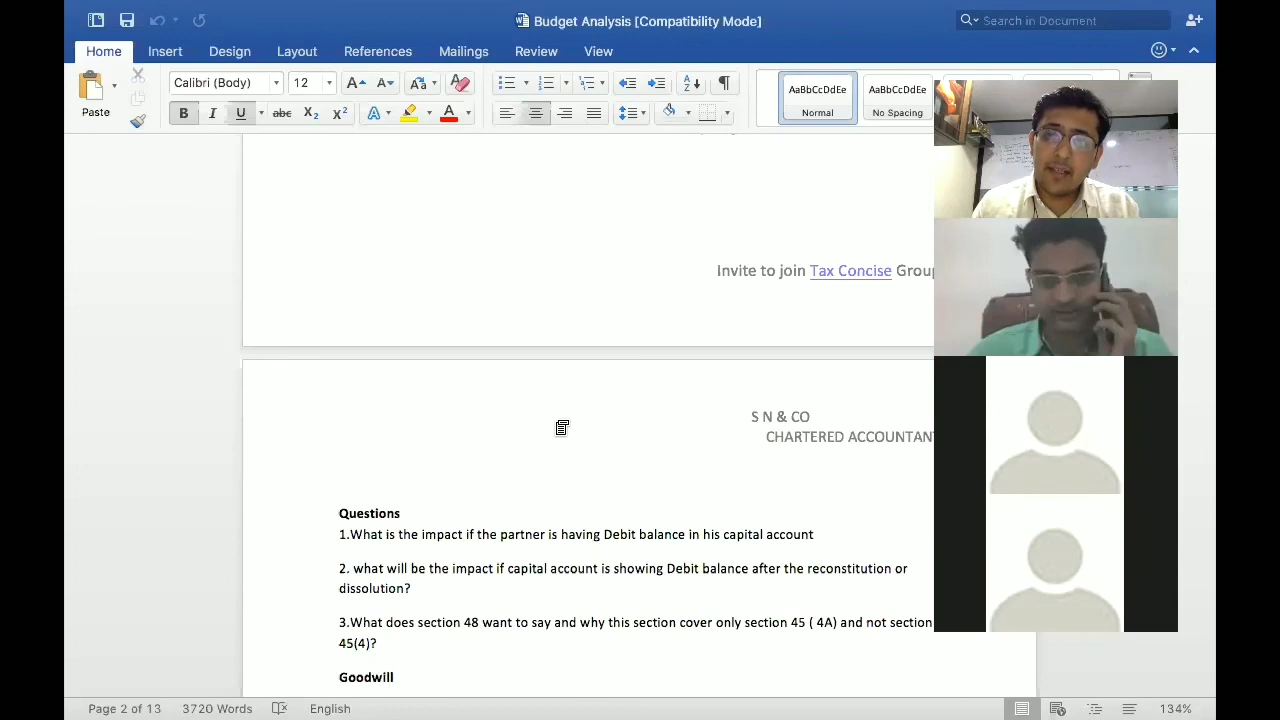 Budget Analysis [Compatibility Mode]
Search in Document
Home Insert Design Layout References Mailings Review View
Paste
Calibri (Body) 12
B I U abc X₂ X² A A
AaBbCcDdEe AaBbCcDdEe
Normal No Spacing
Invite to join Tax Concise Group
S N & CO
CHARTERED ACCOUNTANT
Questions
1.What is the impact if the partner is having Debit balance in his capital account
2. what will be the impact if capital account is showing Debit balance after the reconstitution or
dissolution?
3.What does section 48 want to say and why this section cover only section 45 ( 4A) and not section
45(4)?
Goodwill
Page 2 of 13 3720 Words English 134%